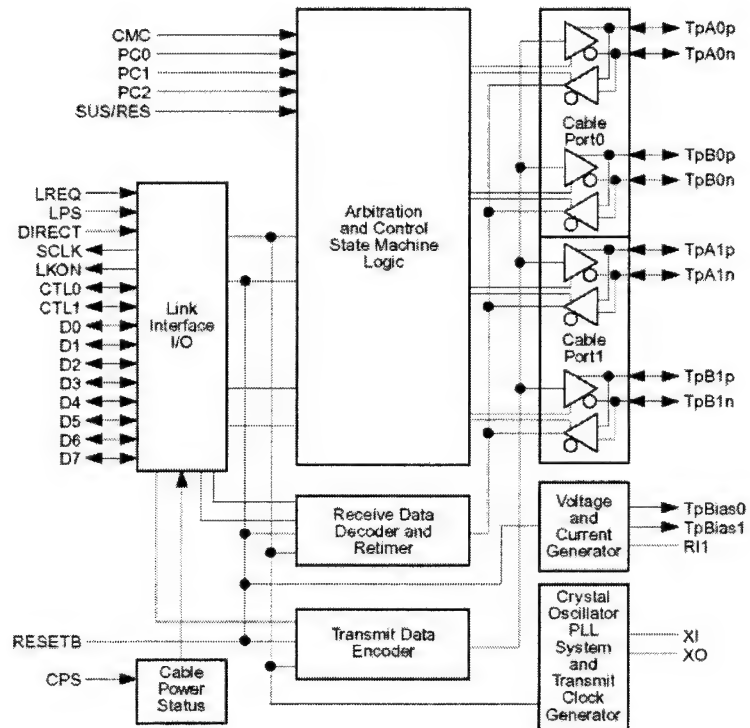 CMC
PC0
PC1
PC2
SUS/RES
LREQ
LPS
DIRECT
SCLK
LKON
CTL0
CTL1
D0
D1
D2
D3
D4
D5
D6
D7
Link
Interface
I/O
Arbitration
and Control
State Machine
Logic
Cable
Port0
Cable
Port1
TpA0p
TpA0n
TpB0p
TpB0n
TpA1p
TpA1n
TpB1p
TpB1n
Receive Data
Decoder and
Retimer
Voltage
and
Current
Generator
TpBias0
TpBias1
RI1
Transmit Data
Encoder
Crystal
Oscillator
PLL
System
and
Transmit
Clock
Generator
XI
XO
RESETB
CPS
Cable
Power
Status